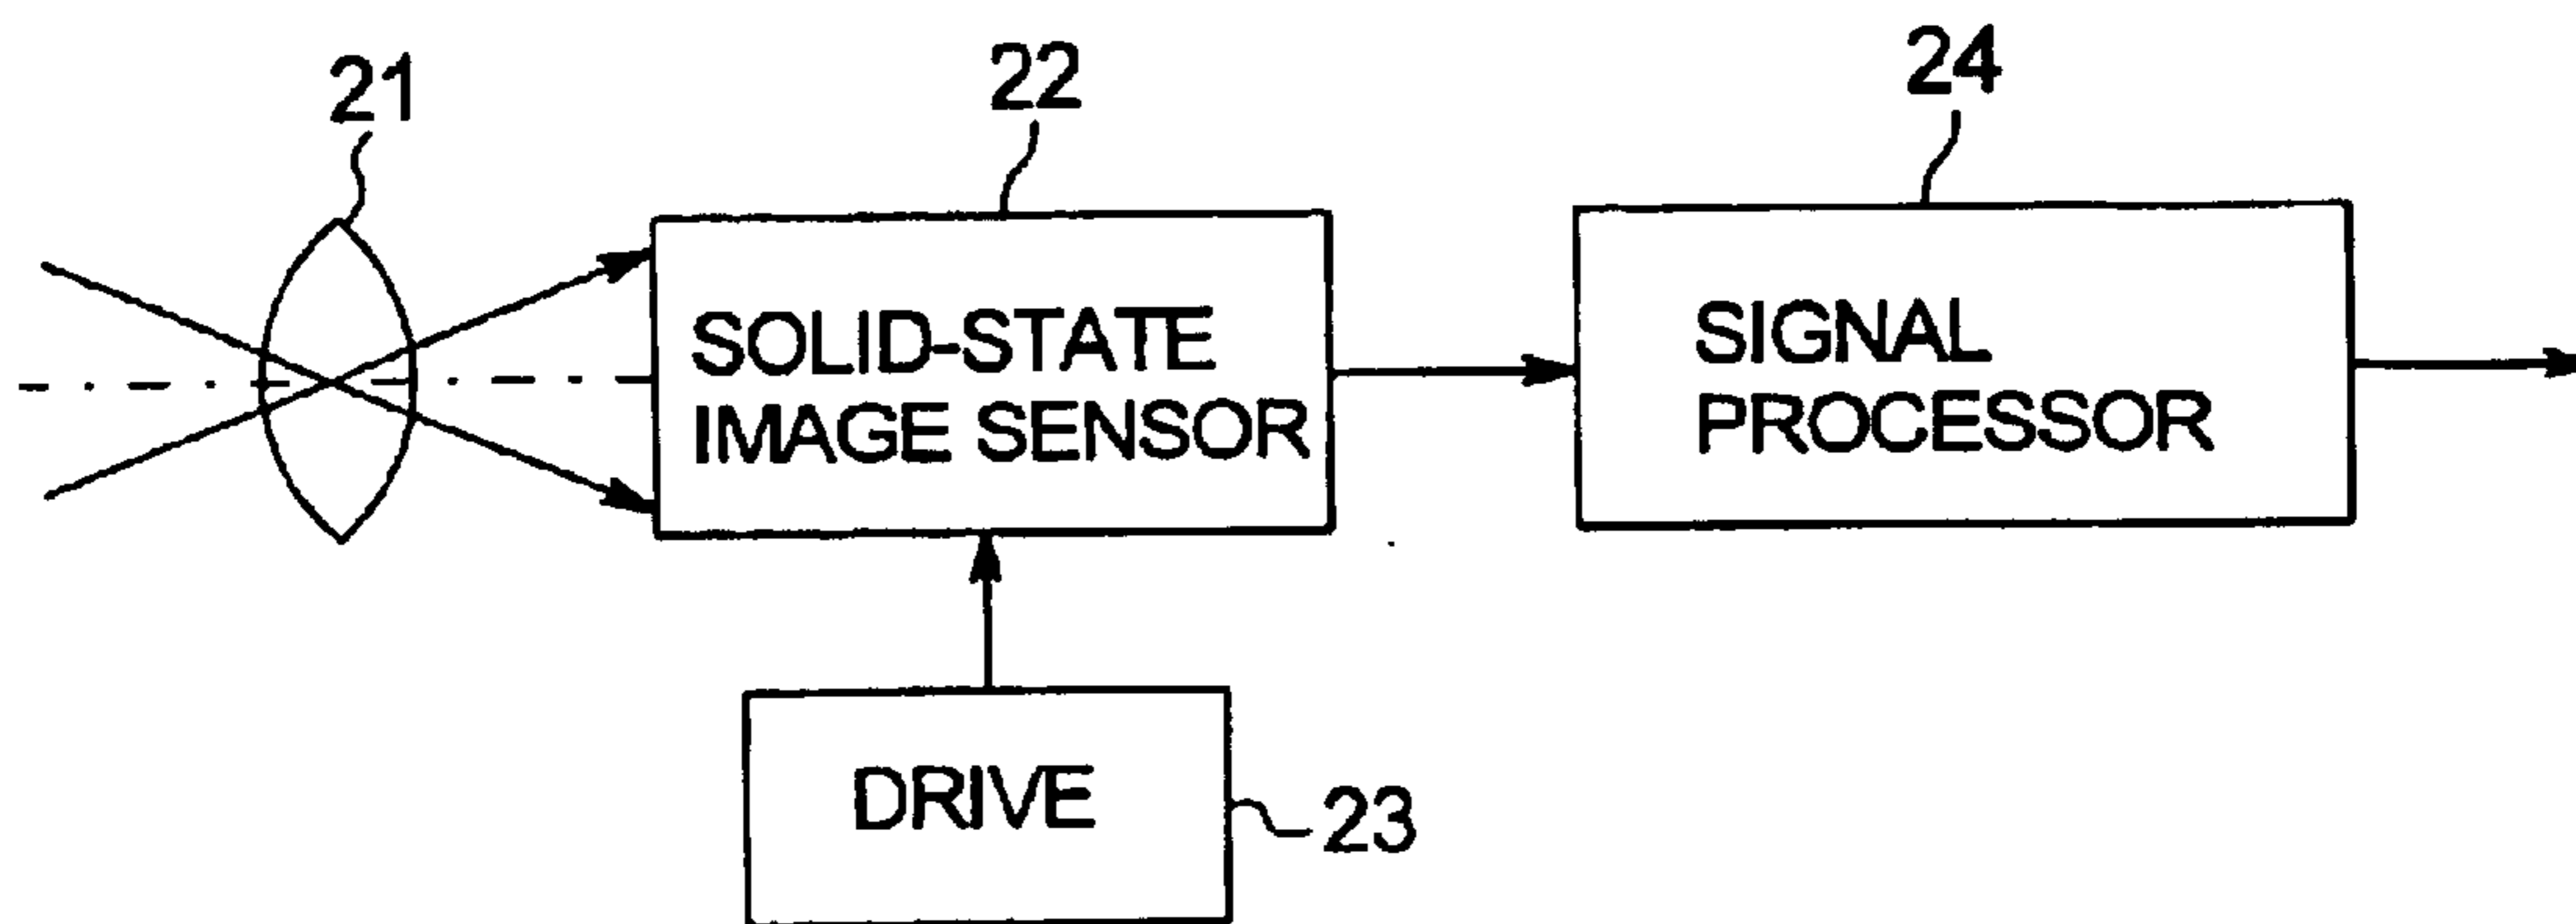 21
22
24
SOLID-STATE
IMAGE SENSOR
SIGNAL
PROCESSOR
DRIVE
23